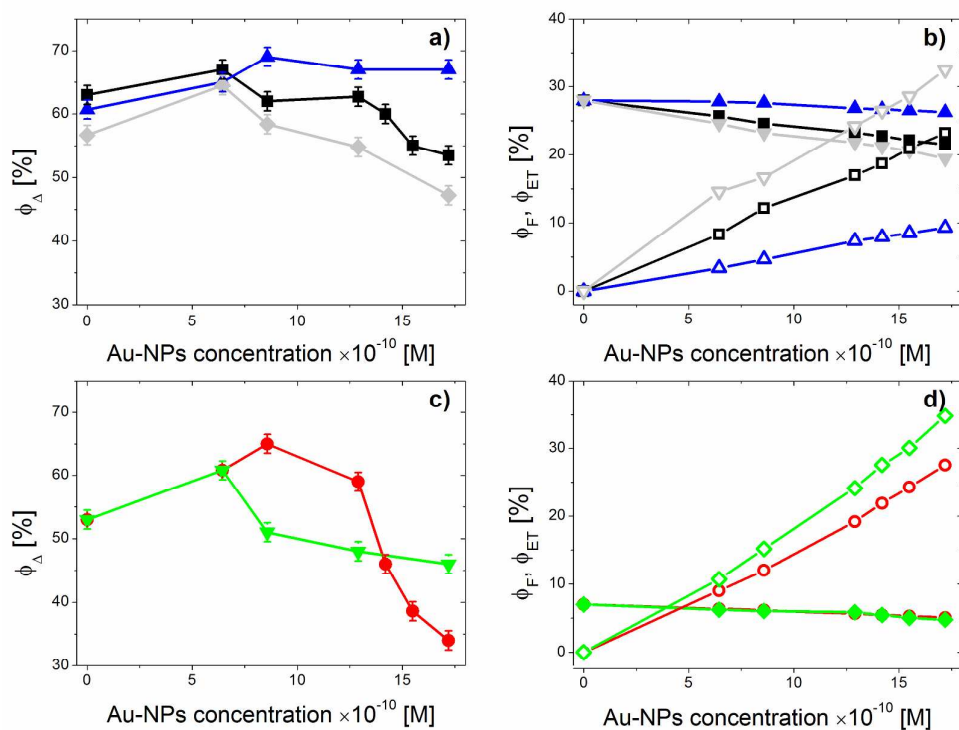 a)
70
60
50
40
30
ϕΔ [%]
0 5 10 15
Au-NPs concentration ×10⁻¹⁰ [M]
b)
40
30
20
10
0
ϕF, ϕET [%]
0 5 10 15
Au-NPs concentration ×10⁻¹⁰ [M]
c)
70
60
50
40
30
ϕΔ [%]
0 5 10 15
Au-NPs concentration ×10⁻¹⁰ [M]
d)
40
30
20
10
0
ϕF, ϕET [%]
0 5 10 15
Au-NPs concentration ×10⁻¹⁰ [M]